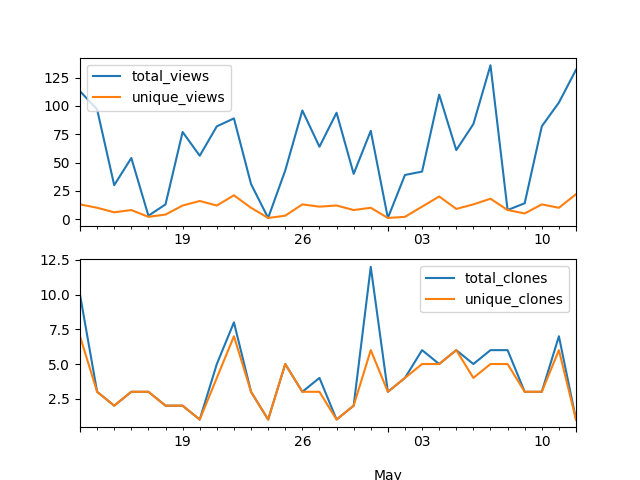 total_views
unique_views
125
100
75
50
25
0
19 26 03 10
total_clones
unique_clones
12.5
10.0
7.5
5.0
2.5
19 26 03 10
May